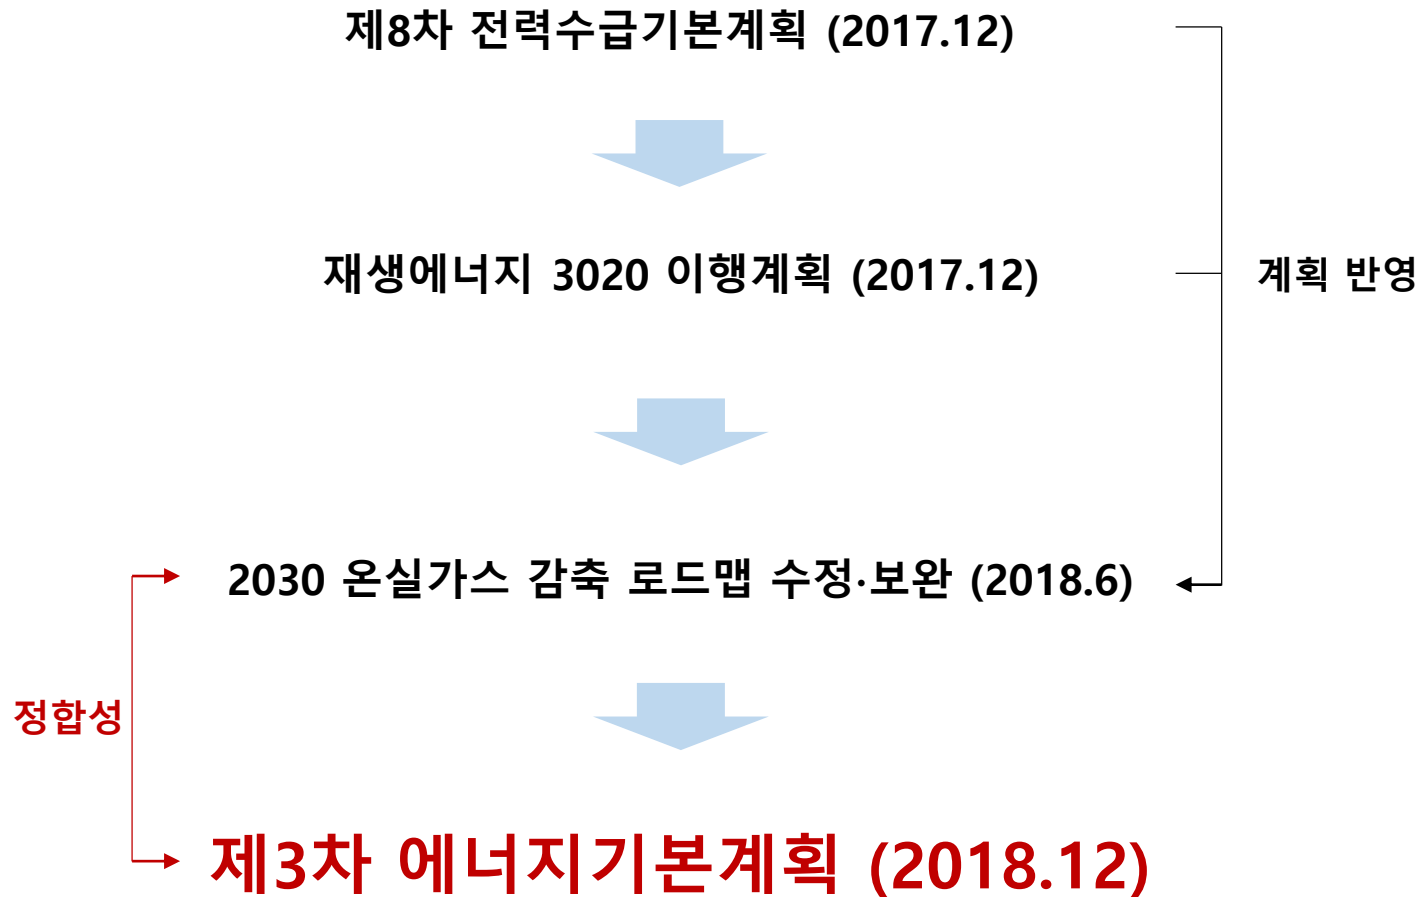 제8차 전력수급기본계획 (2017.12)
재생에너지 3020 이행계획 (2017.12)
계획 반영
2030 온실가스 감축 로드맵 수정·보완 (2018.6)
정합성
제3차 에너지기본계획 (2018.12)